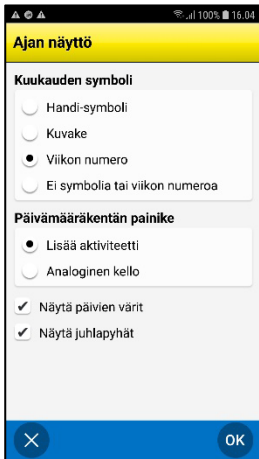 100% 16.04
Ajan näyttö
Kuukauden symboli
Handi-symboli
Kuvake
Viikon numero
Ei symbolia tai viikon numeroa
Päivämääräkentän painike
Lisää aktiviteetti
Analoginen kello
Näytä päivien värit
Näytä juhlapyhät
OK